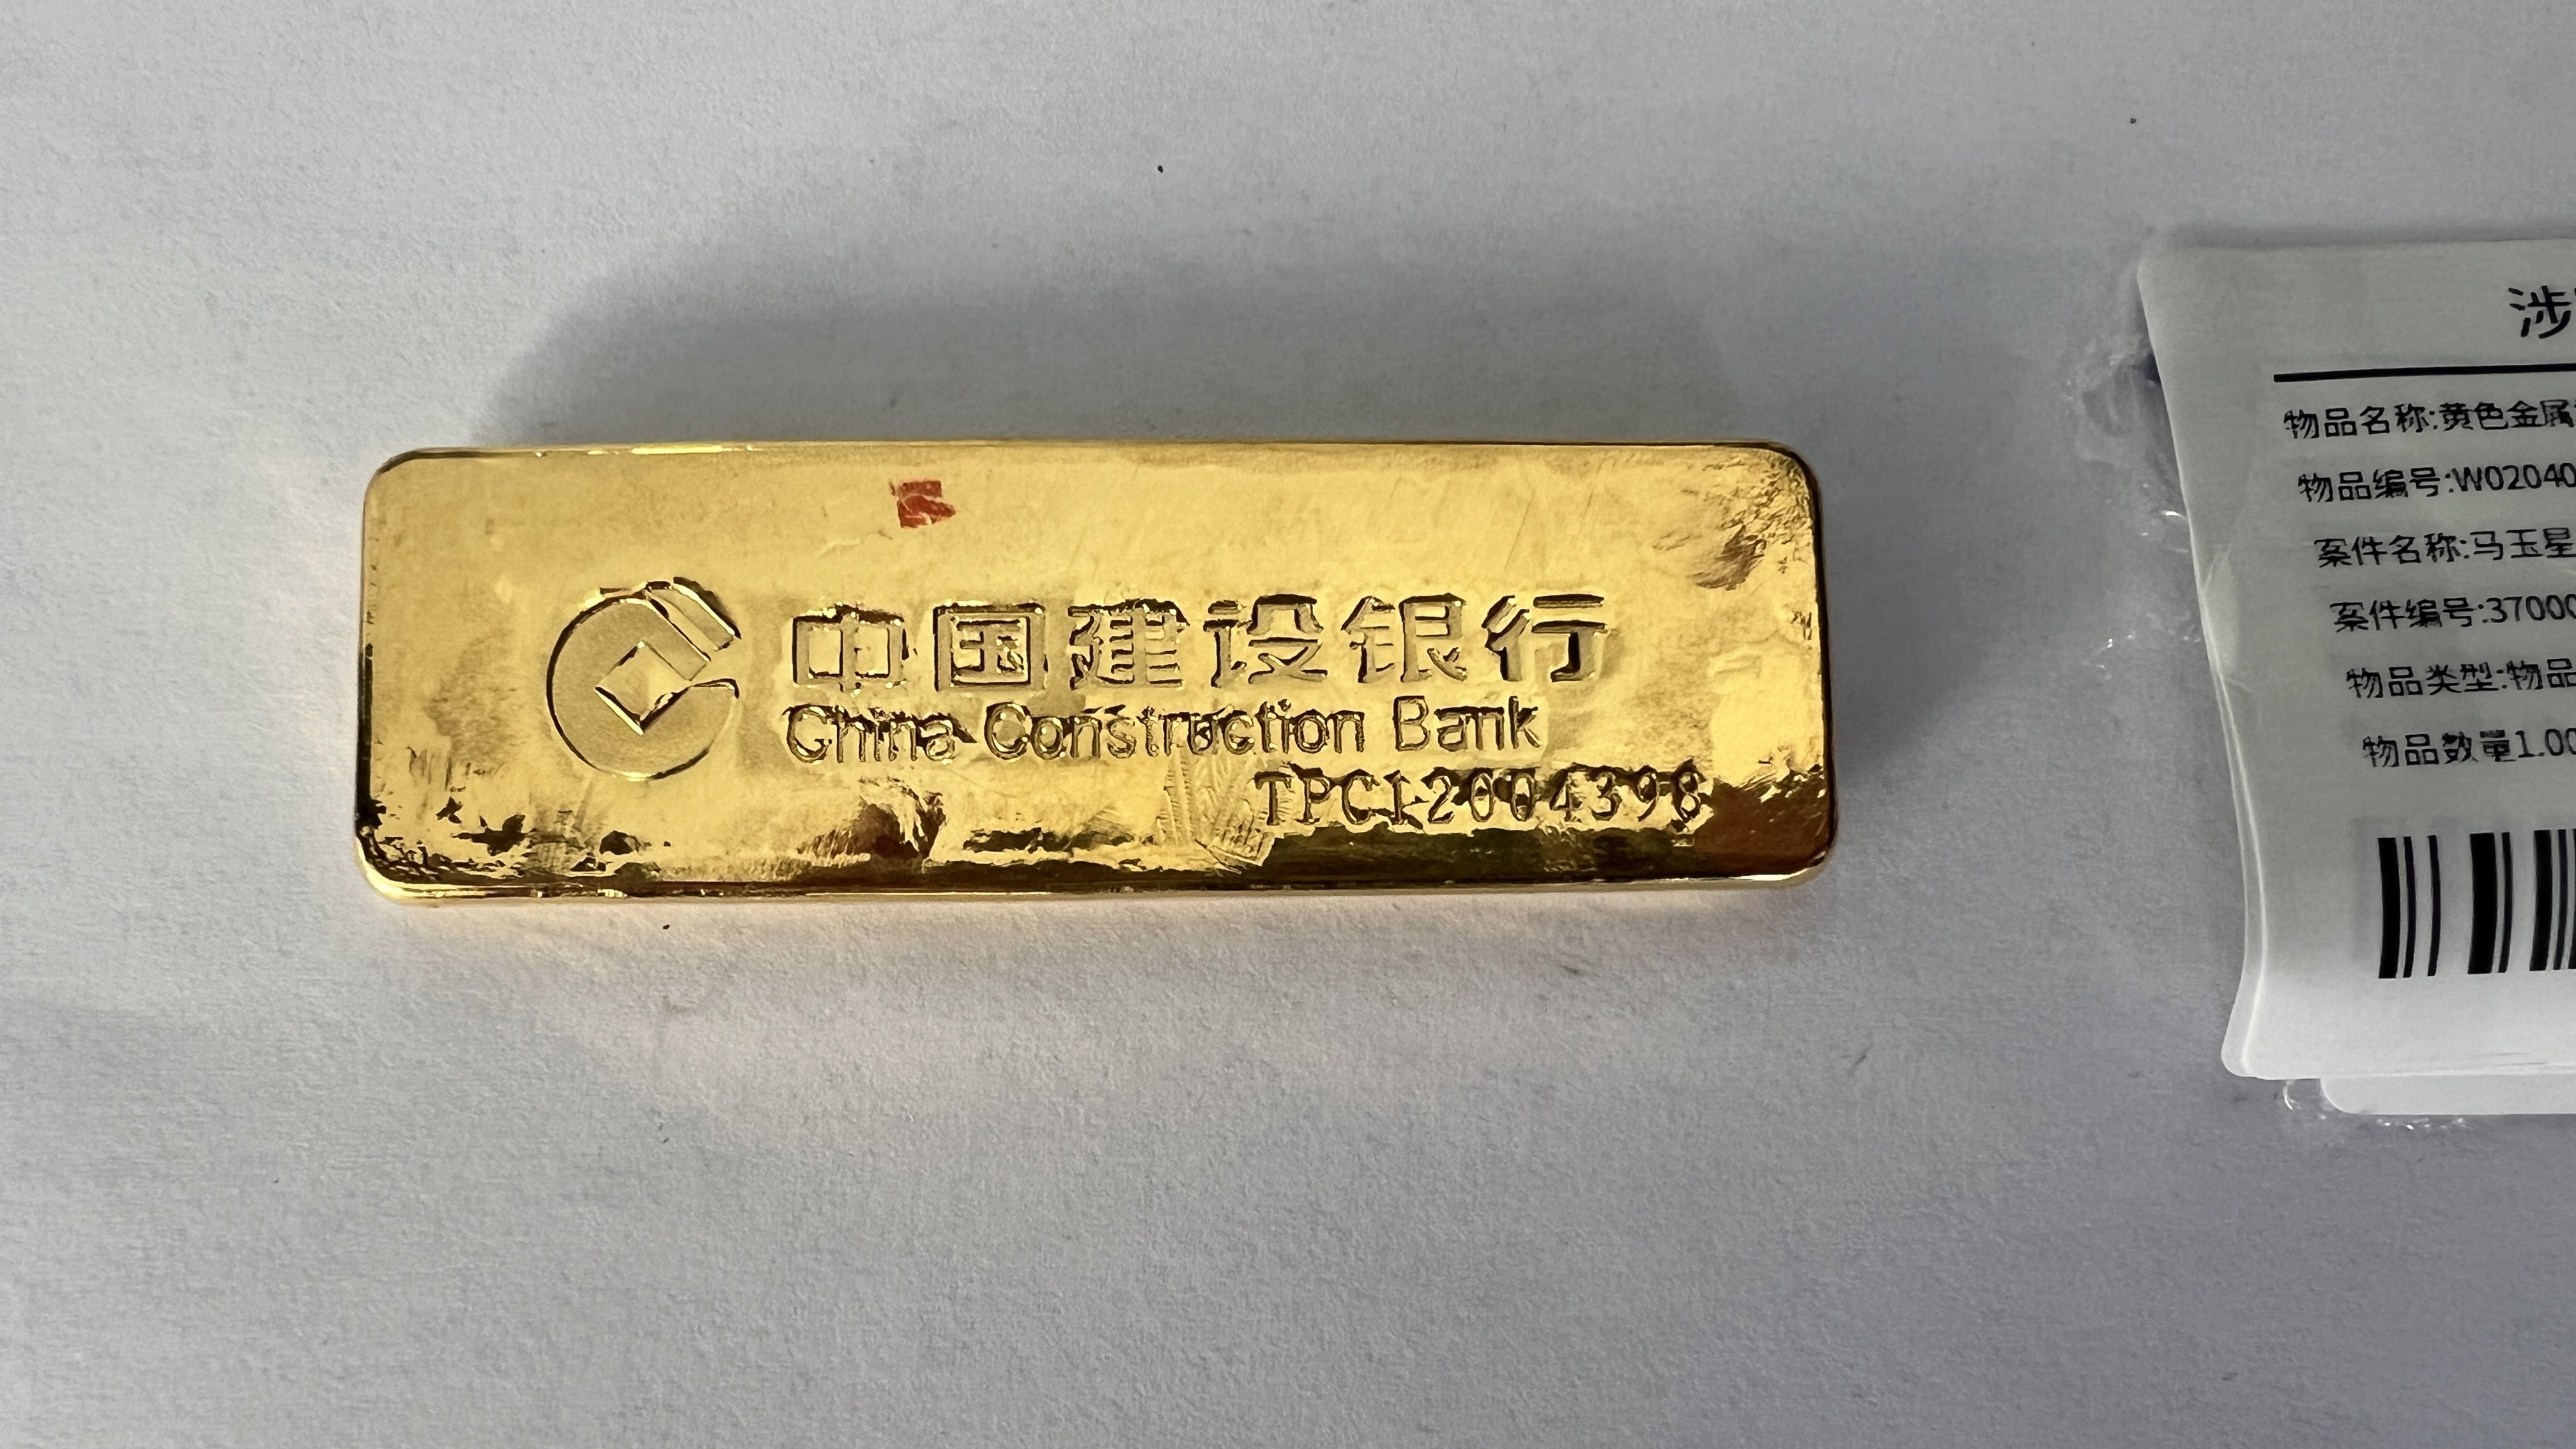 中国建设银行
China Construction Bank
TPC12004398
涉
物品名称:黄色金属
物品编号:W02040
案件名称:马玉星
案件编号:37000
物品类型:物品
物品数量1.00